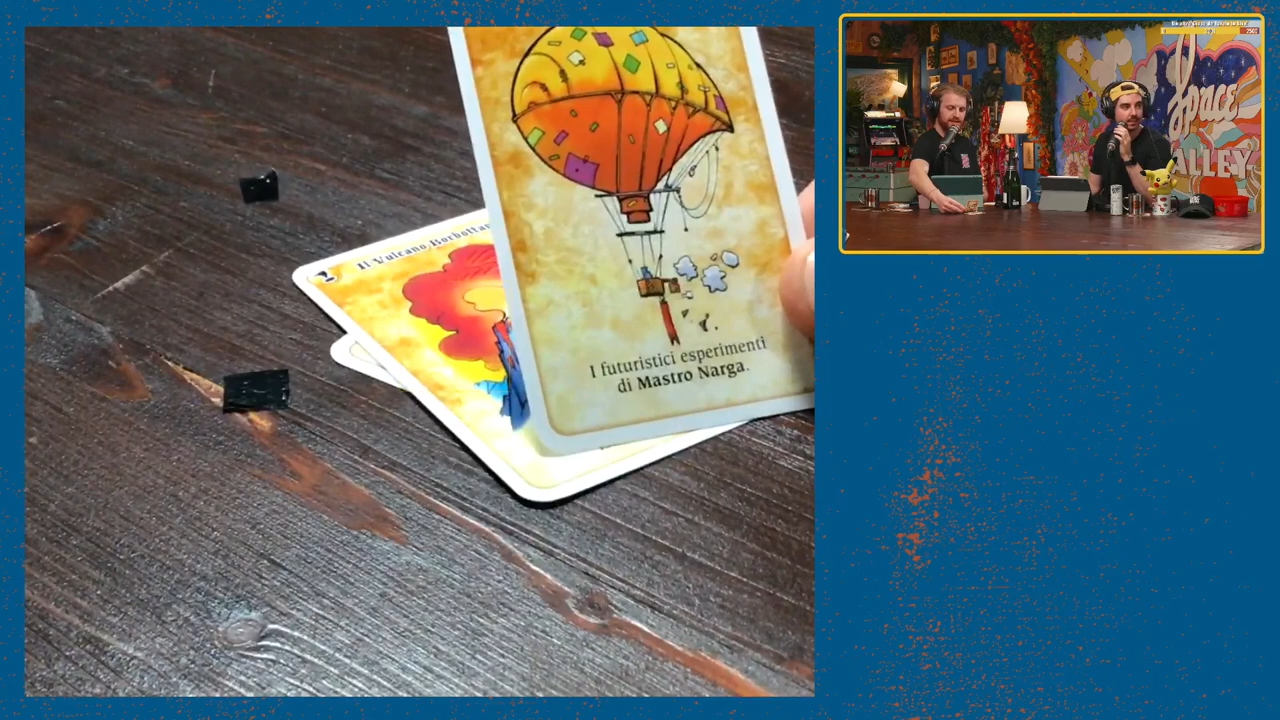 Il Vulcano Borbottan
I futuristici esperimenti
di Mastro Narga.
Space
VALLEY